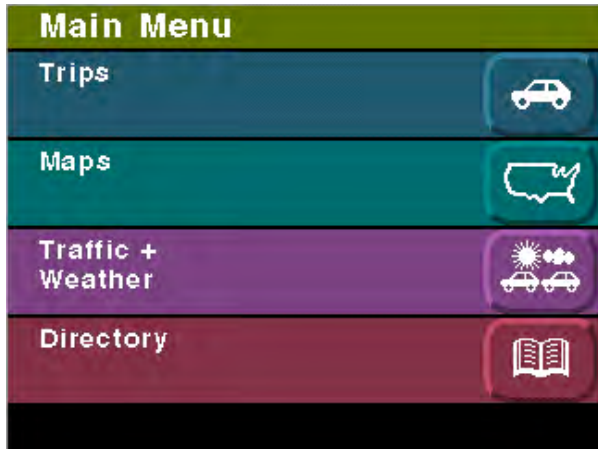 Main Menu
Trips
Maps
Traffic +
Weather
Directory